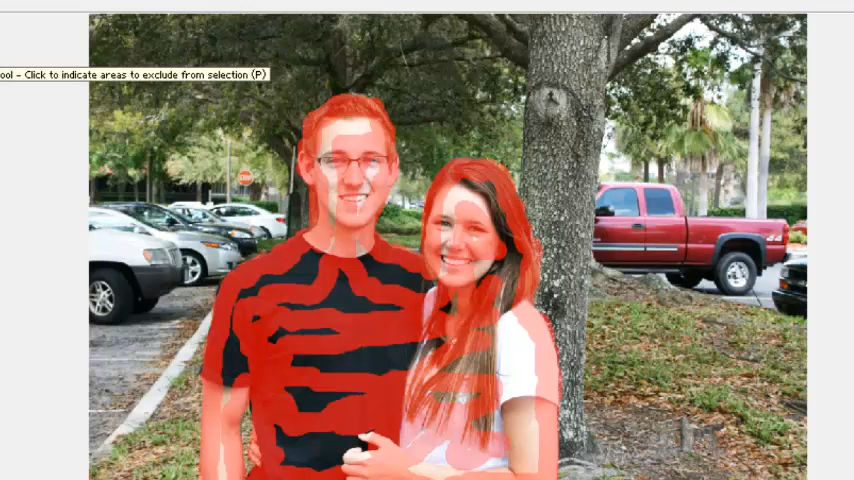 ool - Click to indicate areas to exclude from selection (P)